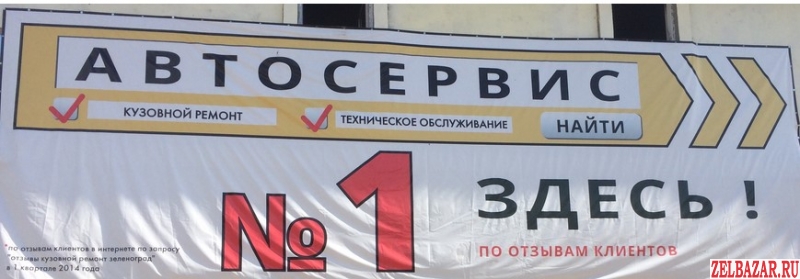 АВТОСЕРВИС
КУЗОВНОЙ РЕМОНТ
ТЕХНИЧЕСКОЕ ОБСЛУЖИВАНИЕ
НАЙТИ
№1 ЗДЕСЬ !
ПО ОТЗЫВАМ КЛИЕНТОВ
*по отзывам клиентов в интернете по запросу
"отзывы кузовной ремонт зеленоград"
в 1 квартале 2014 года
ZELBAZAR.RU